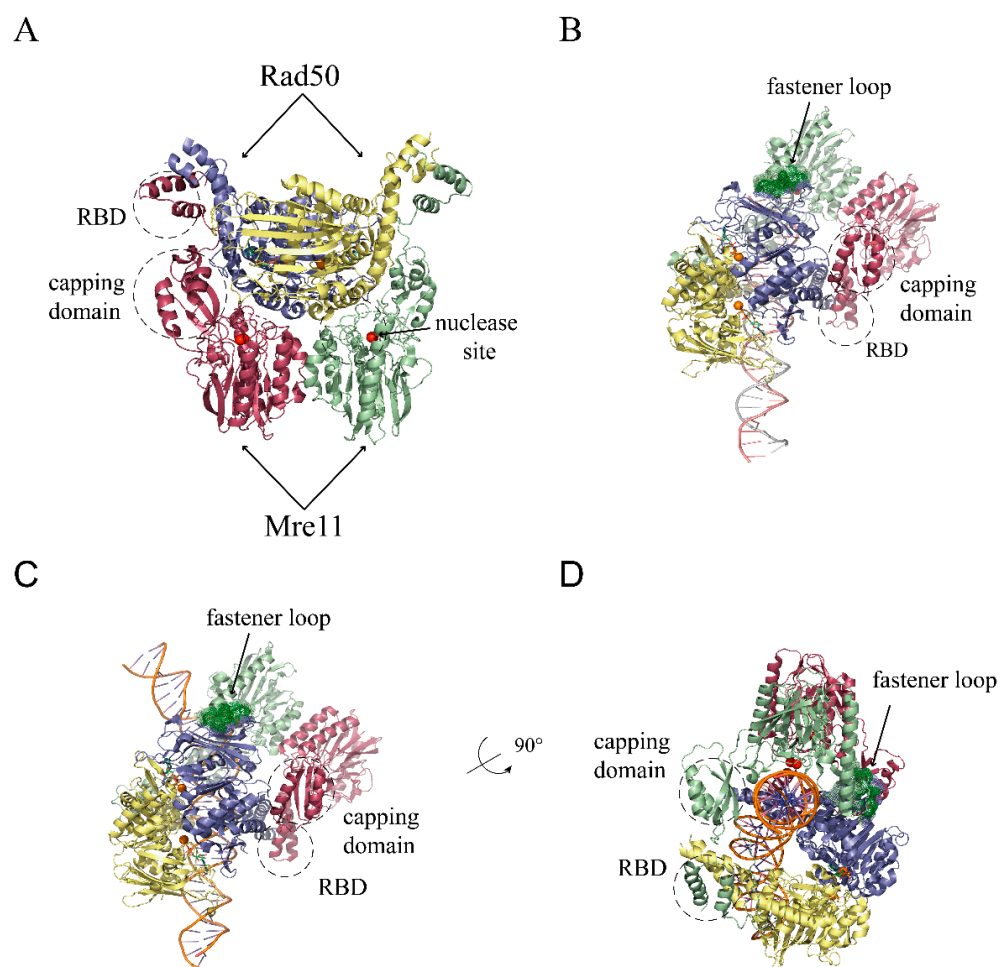 A
Rad50
RBD
capping
domain
nuclease
site
Mre11
B
fastener loop
capping
domain
RBD
C
fastener loop
capping
domain
RBD
90°
D
fastener loop
capping
domain
RBD